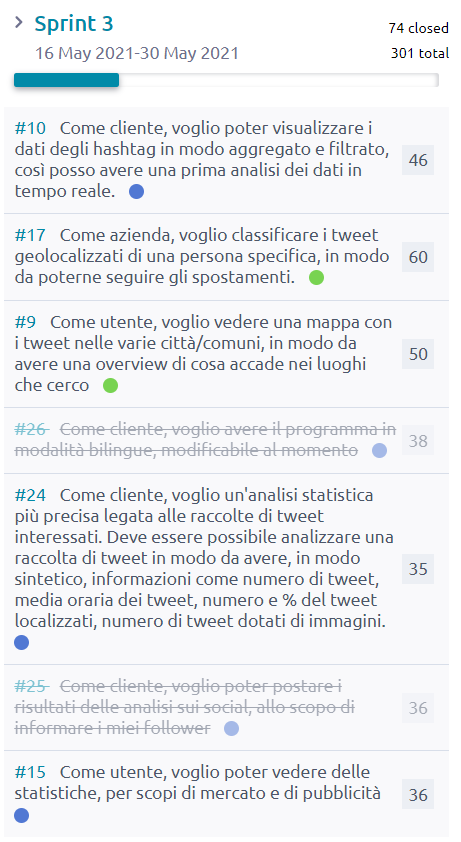 Sprint 3
74 closed
16 May 2021-30 May 2021
301 total
#10 Come cliente, voglio poter visualizzare i
dati degli hashtag in modo aggregato e filtrato,
così posso avere una prima analisi dei dati in
tempo reale.
46
#17 Come azienda, voglio classificare i tweet
geolocalizzati di una persona specifica, in modo
da poterne seguire gli spostamenti.
60
#9 Come utente, voglio vedere una mappa con
i tweet nelle varie città/comuni, in modo da
avere una overview di cosa accade nei luoghi
che cerco
50
#26 Come cliente, voglio avere il programma in
modalità bilingue, modificabile al momento
38
#24 Come cliente, voglio un'analisi statistica
più precisa legata alle raccolte di tweet
interessati. Deve essere possibile analizzare una
raccolta di tweet in modo da avere, in modo
sintetico, informazioni come numero di tweet,
media oraria dei tweet, numero e % del tweet
localizzati, numero di tweet dotati di immagini.
35
#25 Come cliente, voglio poter postare i
risultati delle analisi sui social, allo scopo di
informare i miei follower
36
#15 Come utente, voglio poter vedere delle
statistiche, per scopi di mercato e di pubblicità
36